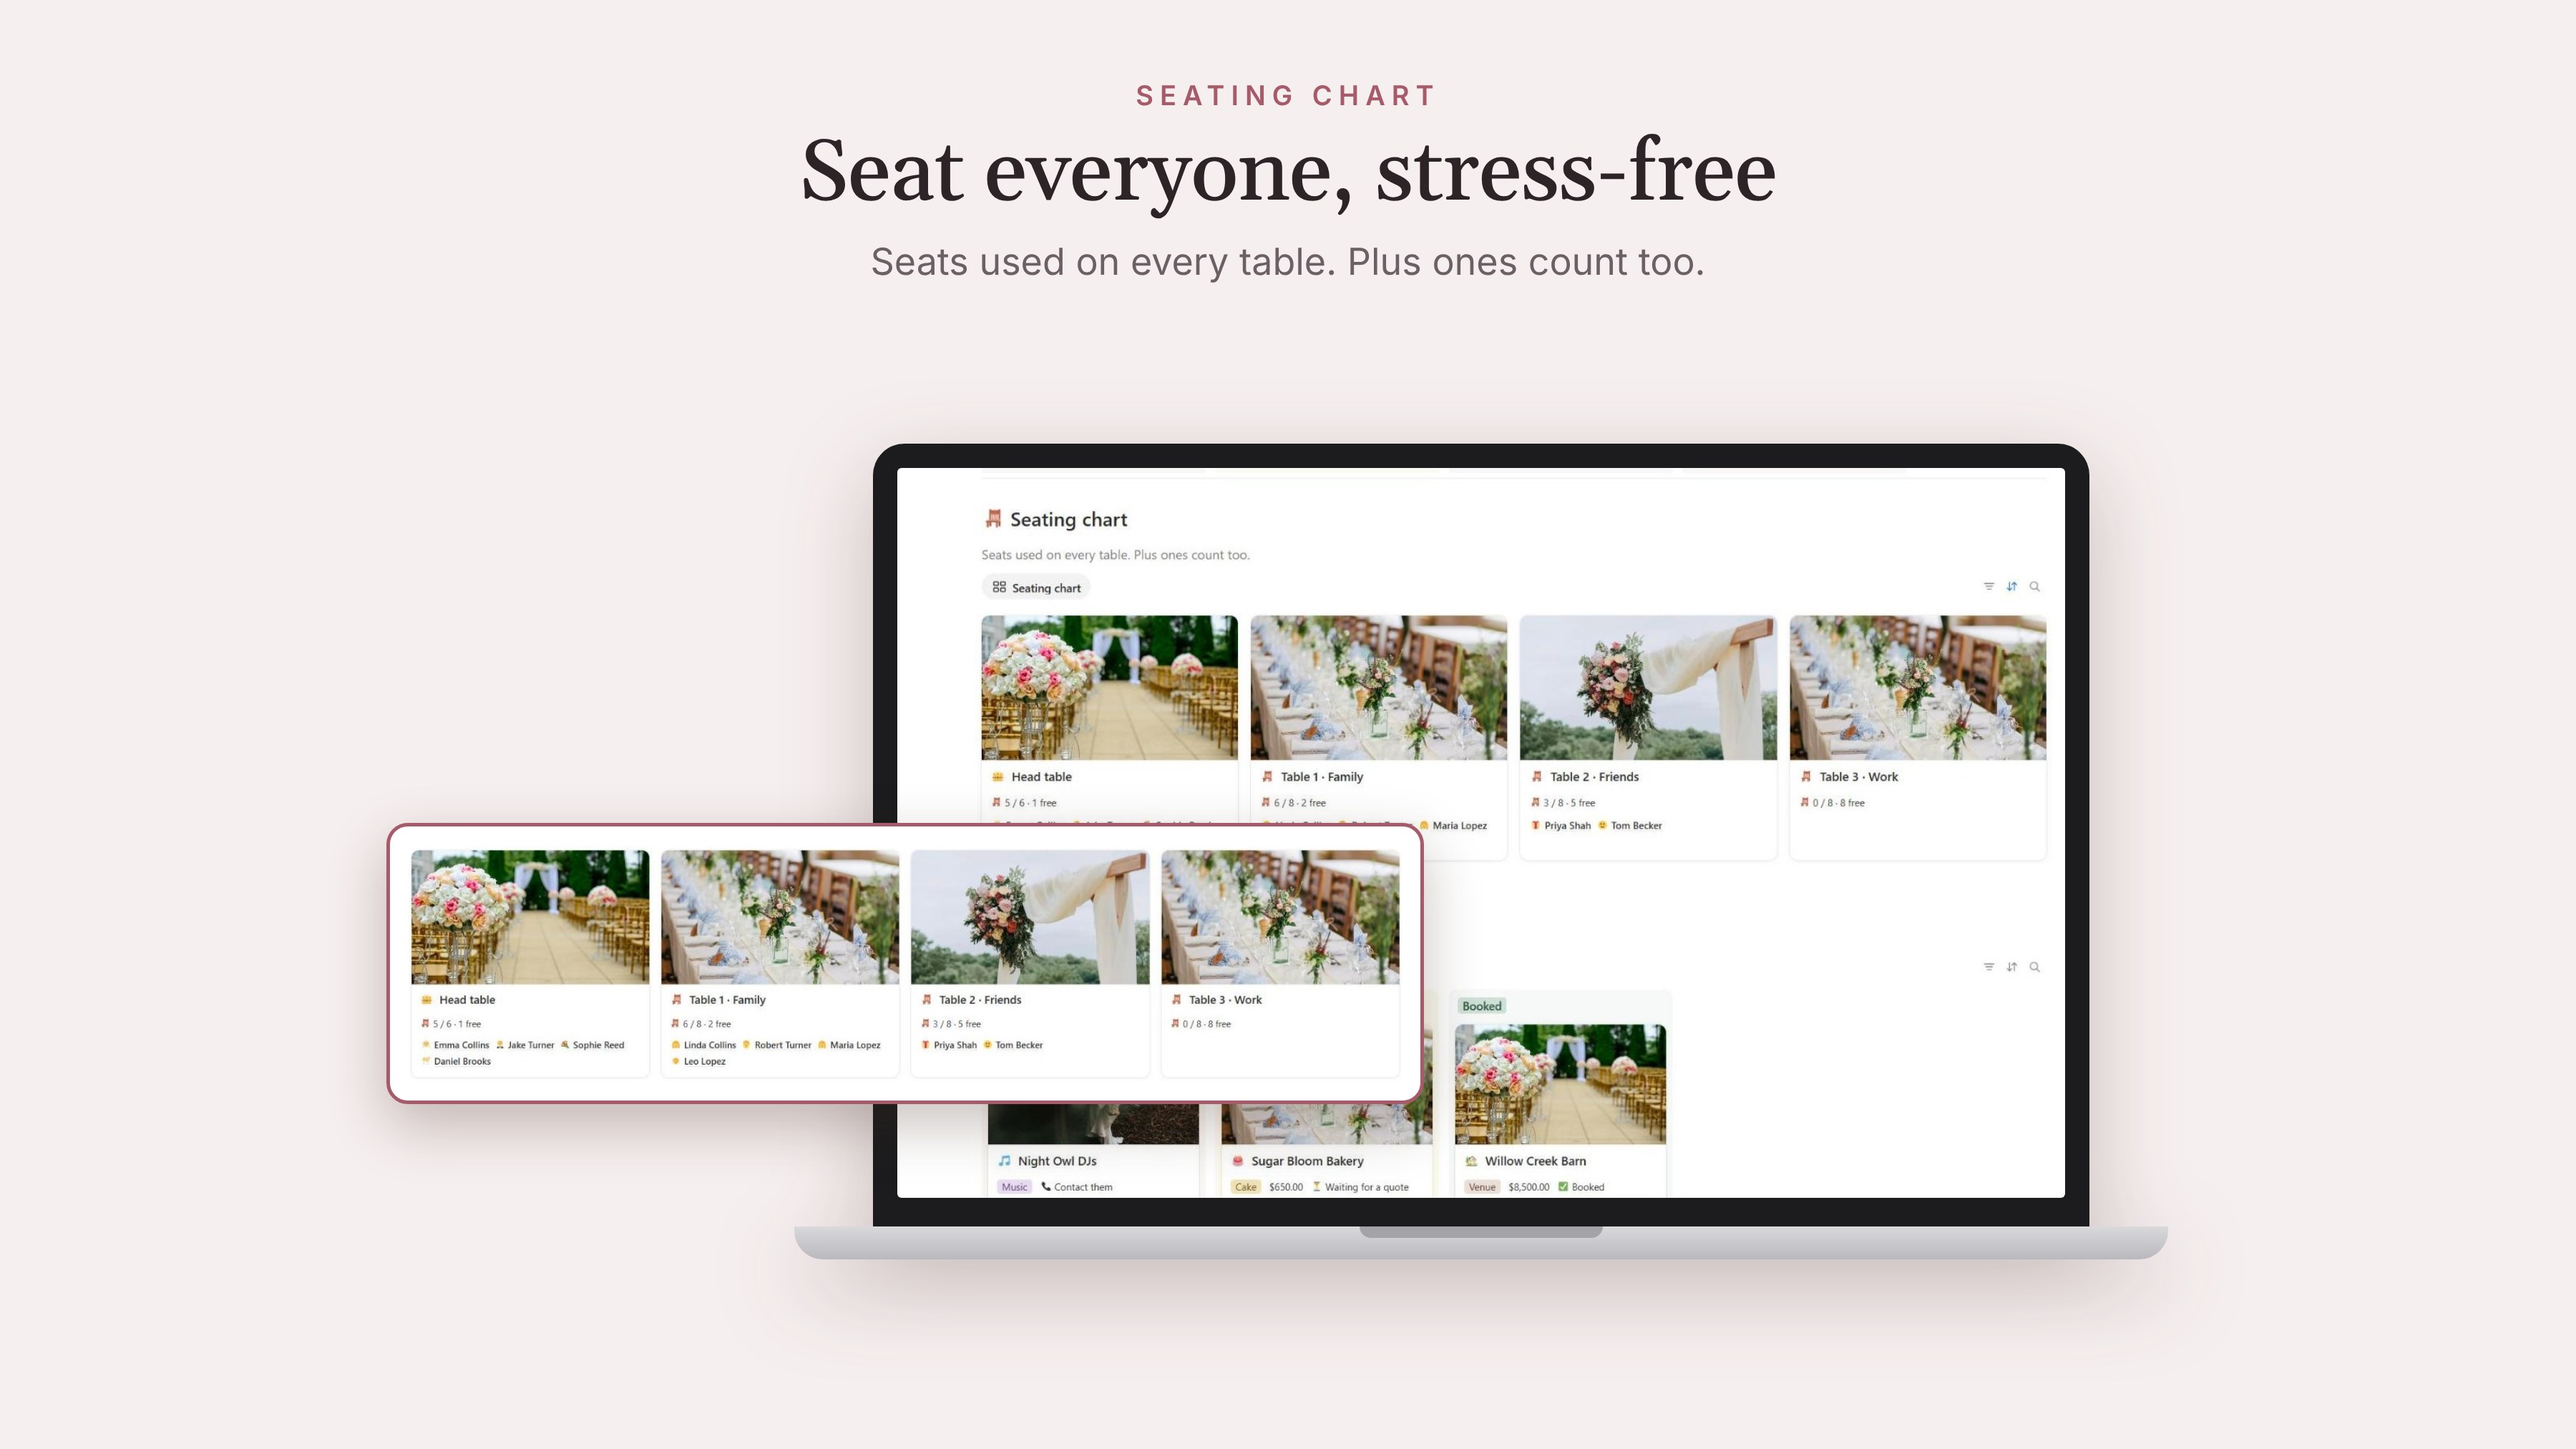 SEATING CHART
Seat everyone, stress-free
Seats used on every table. Plus ones count too.
Seating chart
Seats used on every table. Plus ones count too.
Seating chart
Head table
5 / 6 · 1 free
Table 1 · Family
6 / 8 · 2 free
Maria Lopez
Table 2 · Friends
3 / 8 · 5 free
Priya Shah Tom Becker
Table 3 · Work
0 / 8 · 8 free
Head table
5 / 6 · 1 free
Emma Collins Jake Turner Sophie Reed
Daniel Brooks
Table 1 · Family
6 / 8 · 2 free
Linda Collins Robert Turner Maria Lopez
Leo Lopez
Table 2 · Friends
3 / 8 · 5 free
Priya Shah Tom Becker
Table 3 · Work
0 / 8 · 8 free
Night Owl DJs
Music Contact them
Sugar Bloom Bakery
Cake $650.00 Waiting for a quote
Booked
Willow Creek Barn
Venue $8,500.00 Booked